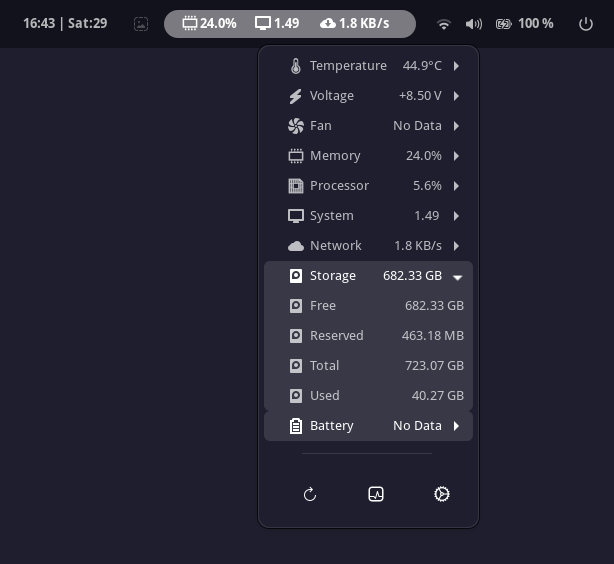 16:43 | Sat:29 24.0% 1.49 1.8 KB/s 100 %
Temperature 44.9°C
Voltage +8.50 V
Fan No Data
Memory 24.0%
Processor 5.6%
System 1.49
Network 1.8 KB/s
Storage 682.33 GB
Free 682.33 GB
Reserved 463.18 MB
Total 723.07 GB
Used 40.27 GB
Battery No Data